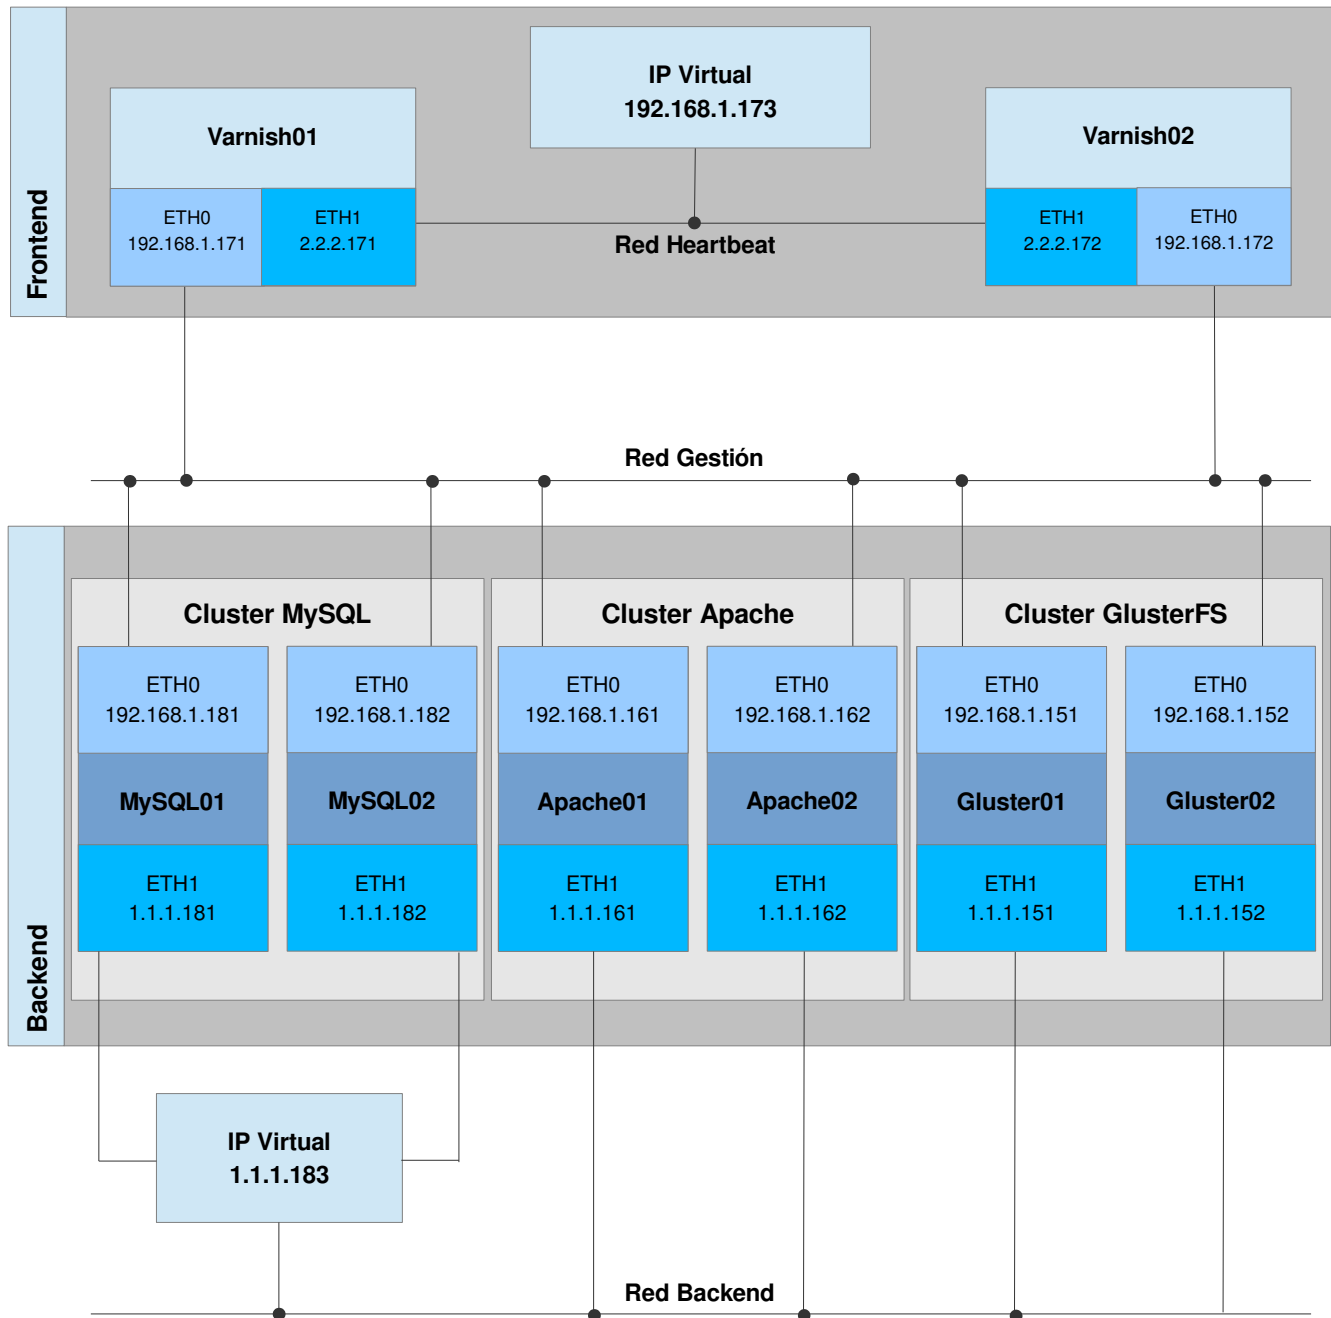 Frontend
IP Virtual
192.168.1.173
Varnish01
ETH0
192.168.1.171
ETH1
2.2.2.171
Red Heartbeat
Varnish02
ETH1
2.2.2.172
ETH0
192.168.1.172
Red Gestión
Backend
Cluster MySQL
ETH0
192.168.1.181
MySQL01
ETH1
1.1.1.181
ETH0
192.168.1.182
MySQL02
ETH1
1.1.1.182
Cluster Apache
ETH0
192.168.1.161
Apache01
ETH1
1.1.1.161
ETH0
192.168.1.162
Apache02
ETH1
1.1.1.162
Cluster GlusterFS
ETH0
192.168.1.151
Gluster01
ETH1
1.1.1.151
ETH0
192.168.1.152
Gluster02
ETH1
1.1.1.152
IP Virtual
1.1.1.183
Red Backend